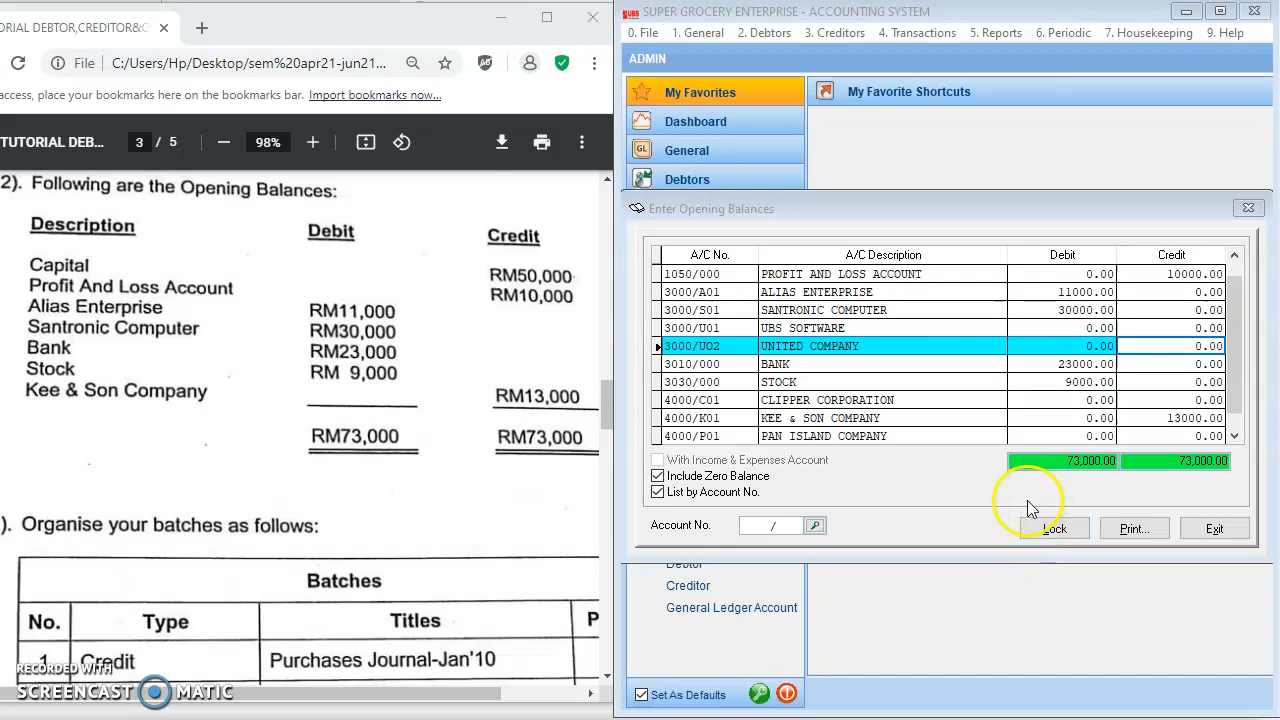 ORIAL DEBTOR,CREDITOR&C
File C:/Users/Hp/Desktop/sem%20apr21-jun21...
access, place your bookmarks here on the bookmarks bar. Import bookmarks now...
TUTORIAL DEB... 3 / 5 98%
2). Following are the Opening Balances:
Description Debit Credit
Capital RM50,000
Profit And Loss Account RM10,000
Alias Enterprise RM11,000
Santronic Computer RM30,000
Bank RM23,000
Stock RM 9,000
Kee & Son Company RM13,000
RM73,000 RM73,000
). Organise your batches as follows:
Batches
No. Type Titles P
1 Credit Purchases Journal-Jan'10
RECORDED WITH
SCREENCAST MATIC
UBS SUPER GROCERY ENTERPRISE - ACCOUNTING SYSTEM
0. File 1. General 2. Debtors 3. Creditors 4. Transactions 5. Reports 6. Periodic 7. Housekeeping 9. Help
ADMIN
My Favorites My Favorite Shortcuts
Dashboard
GL General
Debtors
Enter Opening Balances
A/C No. A/C Description Debit Credit
1050/000 PROFIT AND LOSS ACCOUNT 0.00 10000.00
3000/A01 ALIAS ENTERPRISE 11000.00 0.00
3000/S01 SANTRONIC COMPUTER 30000.00 0.00
3000/U01 UBS SOFTWARE 0.00 0.00
3000/UO2 UNITED COMPANY 0.00 0.00
3010/000 BANK 23000.00 0.00
3030/000 STOCK 9000.00 0.00
4000/C01 CLIPPER CORPORATION 0.00 0.00
4000/K01 KEE & SON COMPANY 0.00 13000.00
4000/P01 PAN ISLAND COMPANY 0.00 0.00
With Income & Expenses Account 73,000.00 73,000.00
Include Zero Balance
List by Account No.
Account No. / Lock Print... Exit
Debtor
Creditor
General Ledger Account
Set As Defaults